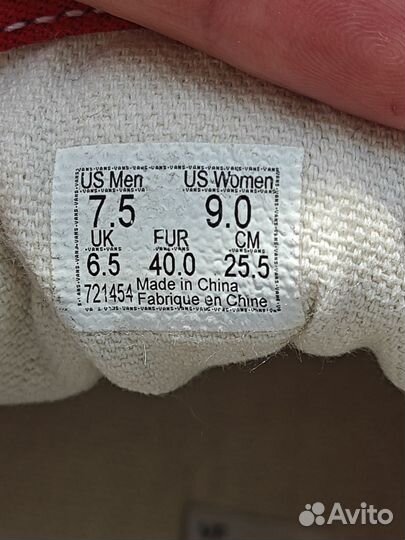 US Men US Women
7.5 9.0
UK EUR CM
6.5 40.0 25.5
721454 Made in China
Fabrique en Chine
Avito